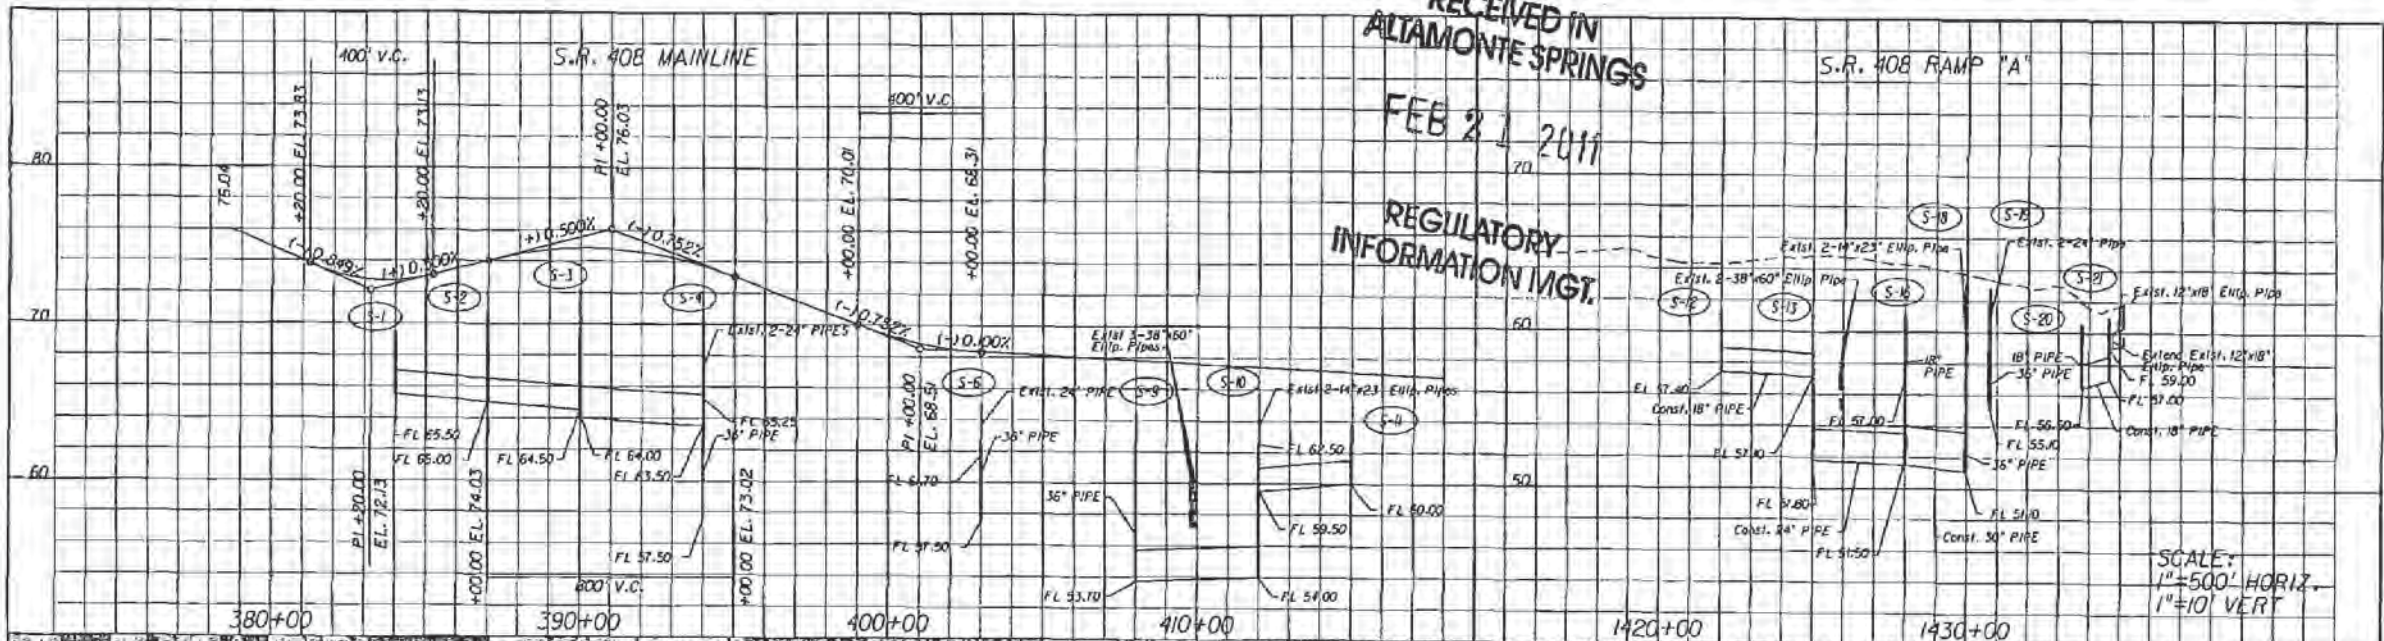 RECEIVED IN
ALTAMONTE SPRINGS
FEB 21 2011
REGULATORY
INFORMATION MGT.
400' V.C.
S.R. 408 MAINLINE
400' V.C.
S.R. 408 RAMP "A"
80
70
60
75.04
+20.00 EL. 73.83
+20.00 EL. 73.13
PI +00.00
EL. 76.03
+00.00 EL. 70.01
+00.00 EL. 68.31
(-) 0.849%
(+) 0.500%
(+) 0.500%
(-) 0.752%
(-) 0.752%
(-) 0.100%
S-1
S-2
S-3
S-4
S-6
S-9
S-10
S-11
Exist. 2-24" PIPES
FL 65.50
FL 65.00
FL 64.50
FL 64.00
FL 63.50
FL 65.25
36" PIPE
FL 57.50
PI +20.00
EL. 72.13
+00.00 EL. 74.03
800' V.C.
+00.00 EL. 73.02
PI +00.00
EL. 68.51
Exist. 24" PIPE
36" PIPE
FL 61.70
FL 57.50
Exist 3-38"x60"
Ellip. Pipes
36" PIPE
FL 53.70
Exist 2-14"x23" Ellip. Pipes
FL 62.50
FL 59.50
FL 60.00
FL 54.00
380+00
390+00
400+00
410+00
70
60
50
S-12
S-13
S-16
S-18
S-19
S-20
S-21
Exist. 2-14"x23" Ellip. Pipe
Exist. 2-24" Pipe
Exist. 2-38"x60" Ellip Pipe
Exist. 12"x18" Ellip. Pipe
EL 57.40
Const. 18" PIPE
FL 57.10
FL 57.00
18"
PIPE
36" PIPE
18" PIPE
Extend Exist. 12"x18"
Ellip. Pipe
FL 59.00
FL 57.00
FL 56.50
FL 55.10
Const. 18" PIPE
36" PIPE
FL 51.80
Const. 24" PIPE
FL 51.50
FL 51.10
Const. 30" PIPE
1420+00
1430+00
SCALE:
1"=500' HORIZ.
1"=10' VERT